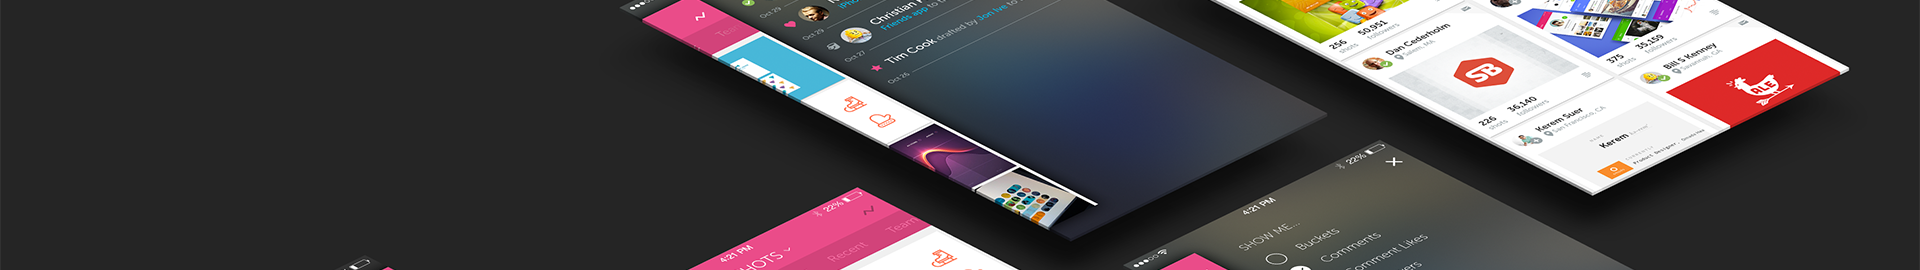 Oct 29
Oct 29
Christian
Friends app to b
Jon Ive to
Oct 27
Tim Cook drafted by
Oct 26
256
shots
50,951
followers
Dan Cederholm
Salem, MA
SB
226
shots
36,140
followers
Kerem Suer
San Francisco, CA
Kerem
375
shots
35,159
followers
Bill S Kenney
Savannah, GA
ALE
22%
4:21 PM
HOTS
Recent
Team
22%
4:21 PM
SHOW ME...
Buckets
Comments
Comment Likes